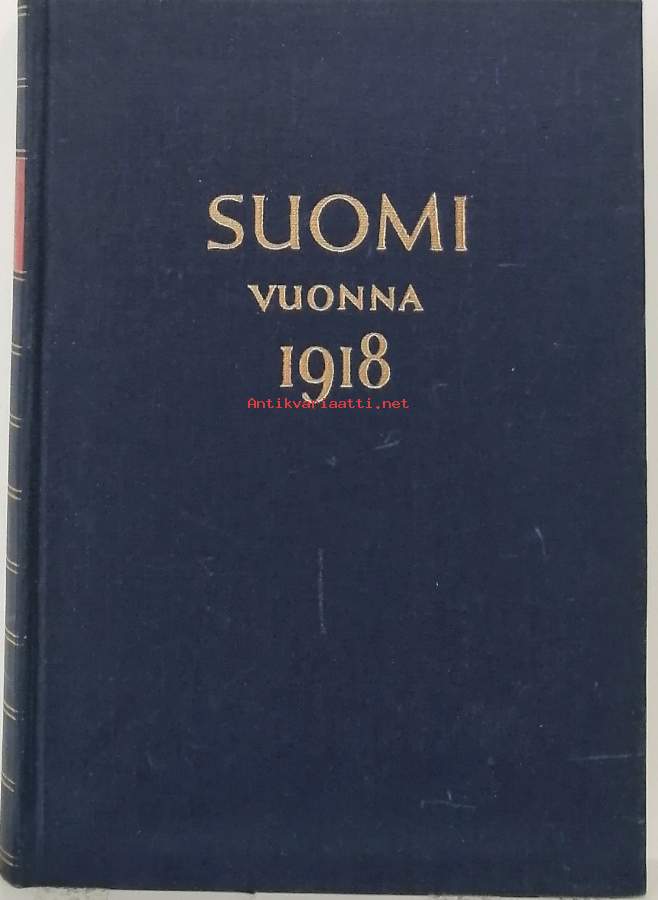 SUOMI
VUONNA
1918
Antikvariaatti.net